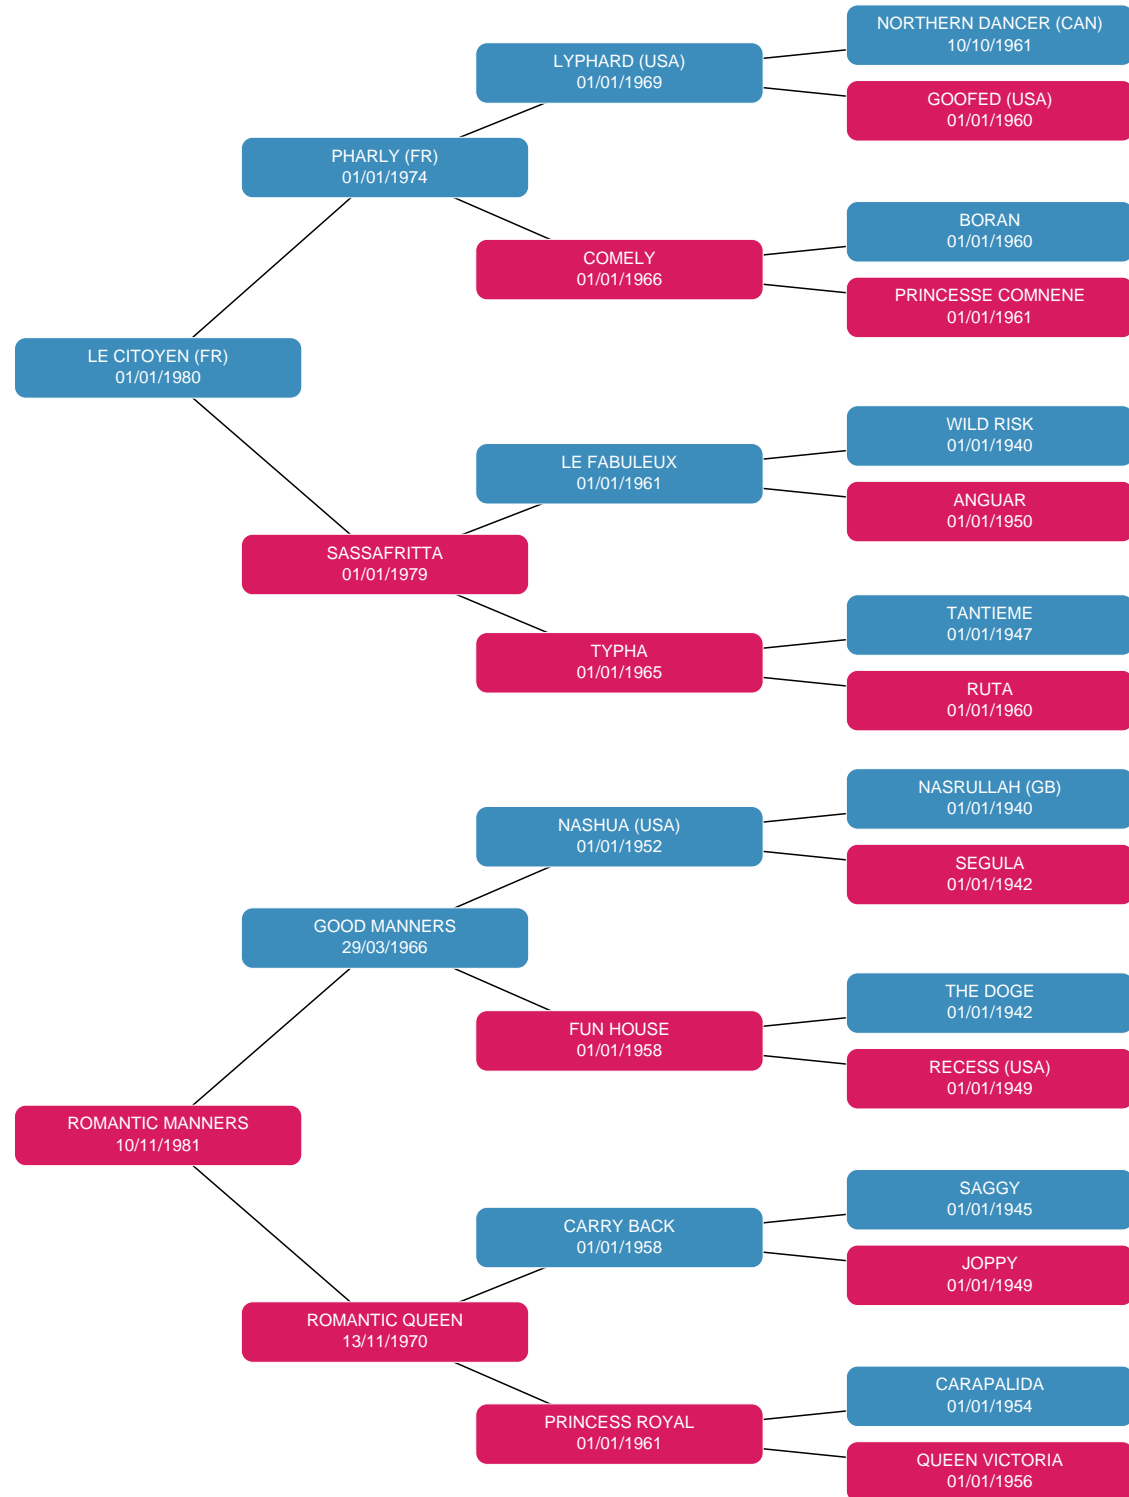 NORTHERN DANCER (CAN)
10/10/1961
LYPHARD (USA)
01/01/1969
GOOFED (USA)
01/01/1960
PHARLY (FR)
01/01/1974
BORAN
01/01/1960
COMELY
01/01/1966
PRINCESSE COMNENE
01/01/1961
LE CITOYEN (FR)
01/01/1980
WILD RISK
01/01/1940
LE FABULEUX
01/01/1961
ANGUAR
01/01/1950
SASSAFRITTA
01/01/1979
TANTIEME
01/01/1947
TYPHA
01/01/1965
RUTA
01/01/1960
NASRULLAH (GB)
01/01/1940
NASHUA (USA)
01/01/1952
SEGULA
01/01/1942
GOOD MANNERS
29/03/1966
THE DOGE
01/01/1942
FUN HOUSE
01/01/1958
RECESS (USA)
01/01/1949
ROMANTIC MANNERS
10/11/1981
SAGGY
01/01/1945
CARRY BACK
01/01/1958
JOPPY
01/01/1949
ROMANTIC QUEEN
13/11/1970
CARAPALIDA
01/01/1954
PRINCESS ROYAL
01/01/1961
QUEEN VICTORIA
01/01/1956